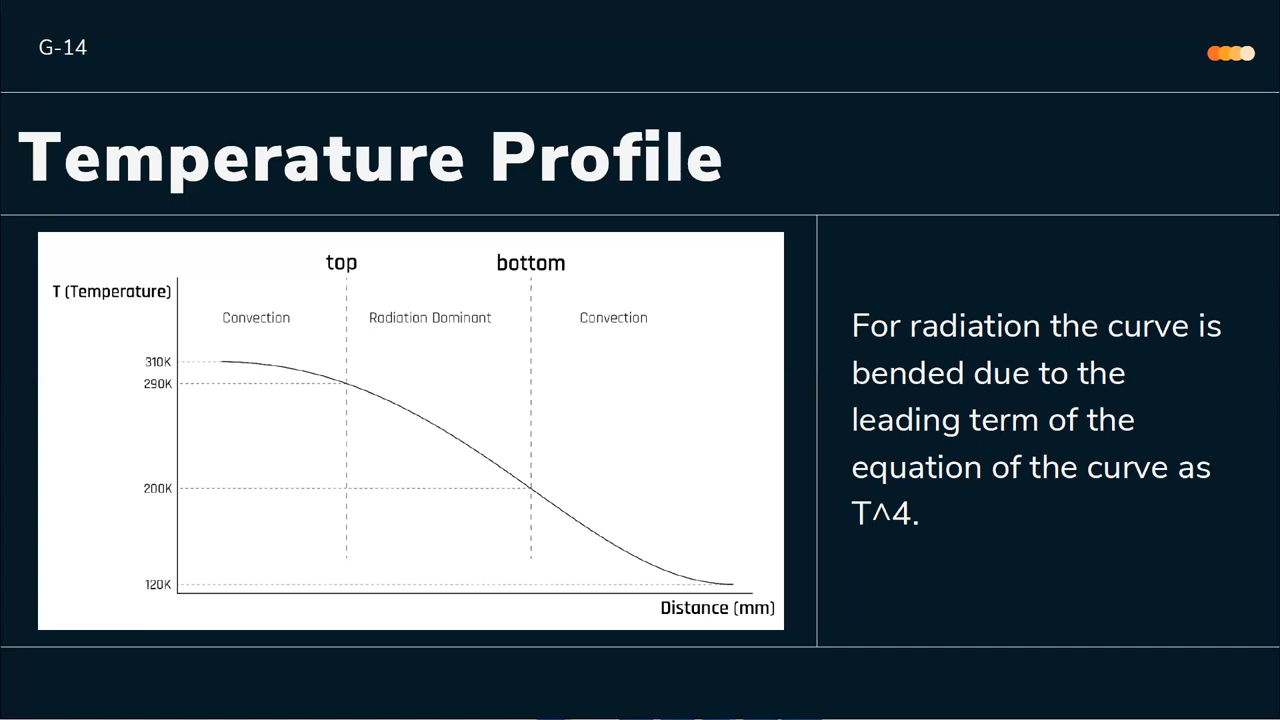 G-14
Temperature Profile
top
bottom
T (Temperature)
Convection
Radiation Dominant
Convection
310K
290K
200K
120K
Distance (mm)
For radiation the curve is
bended due to the
leading term of the
equation of the curve as
T^4.